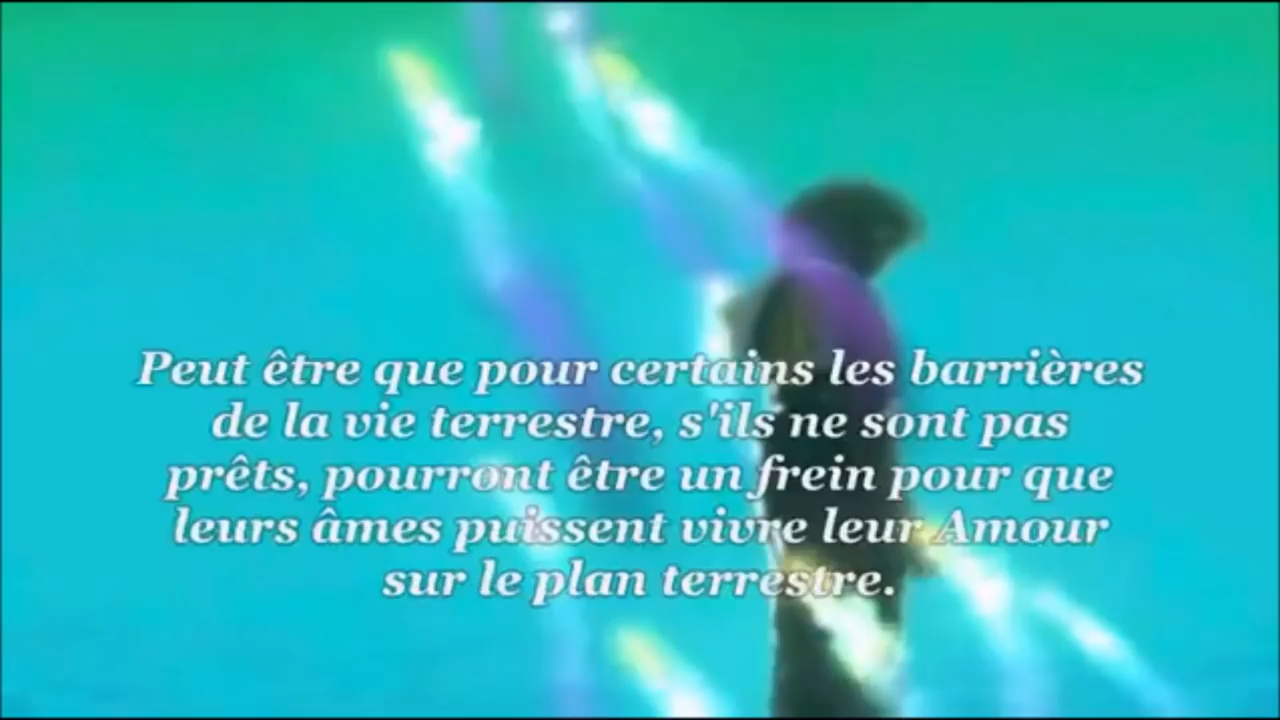 Peut être que pour certains les barrières
de la vie terrestre, s'ils ne sont pas
prêts, pourront être un frein pour que
leurs âmes puissent vivre leur Amour
sur le plan terrestre.